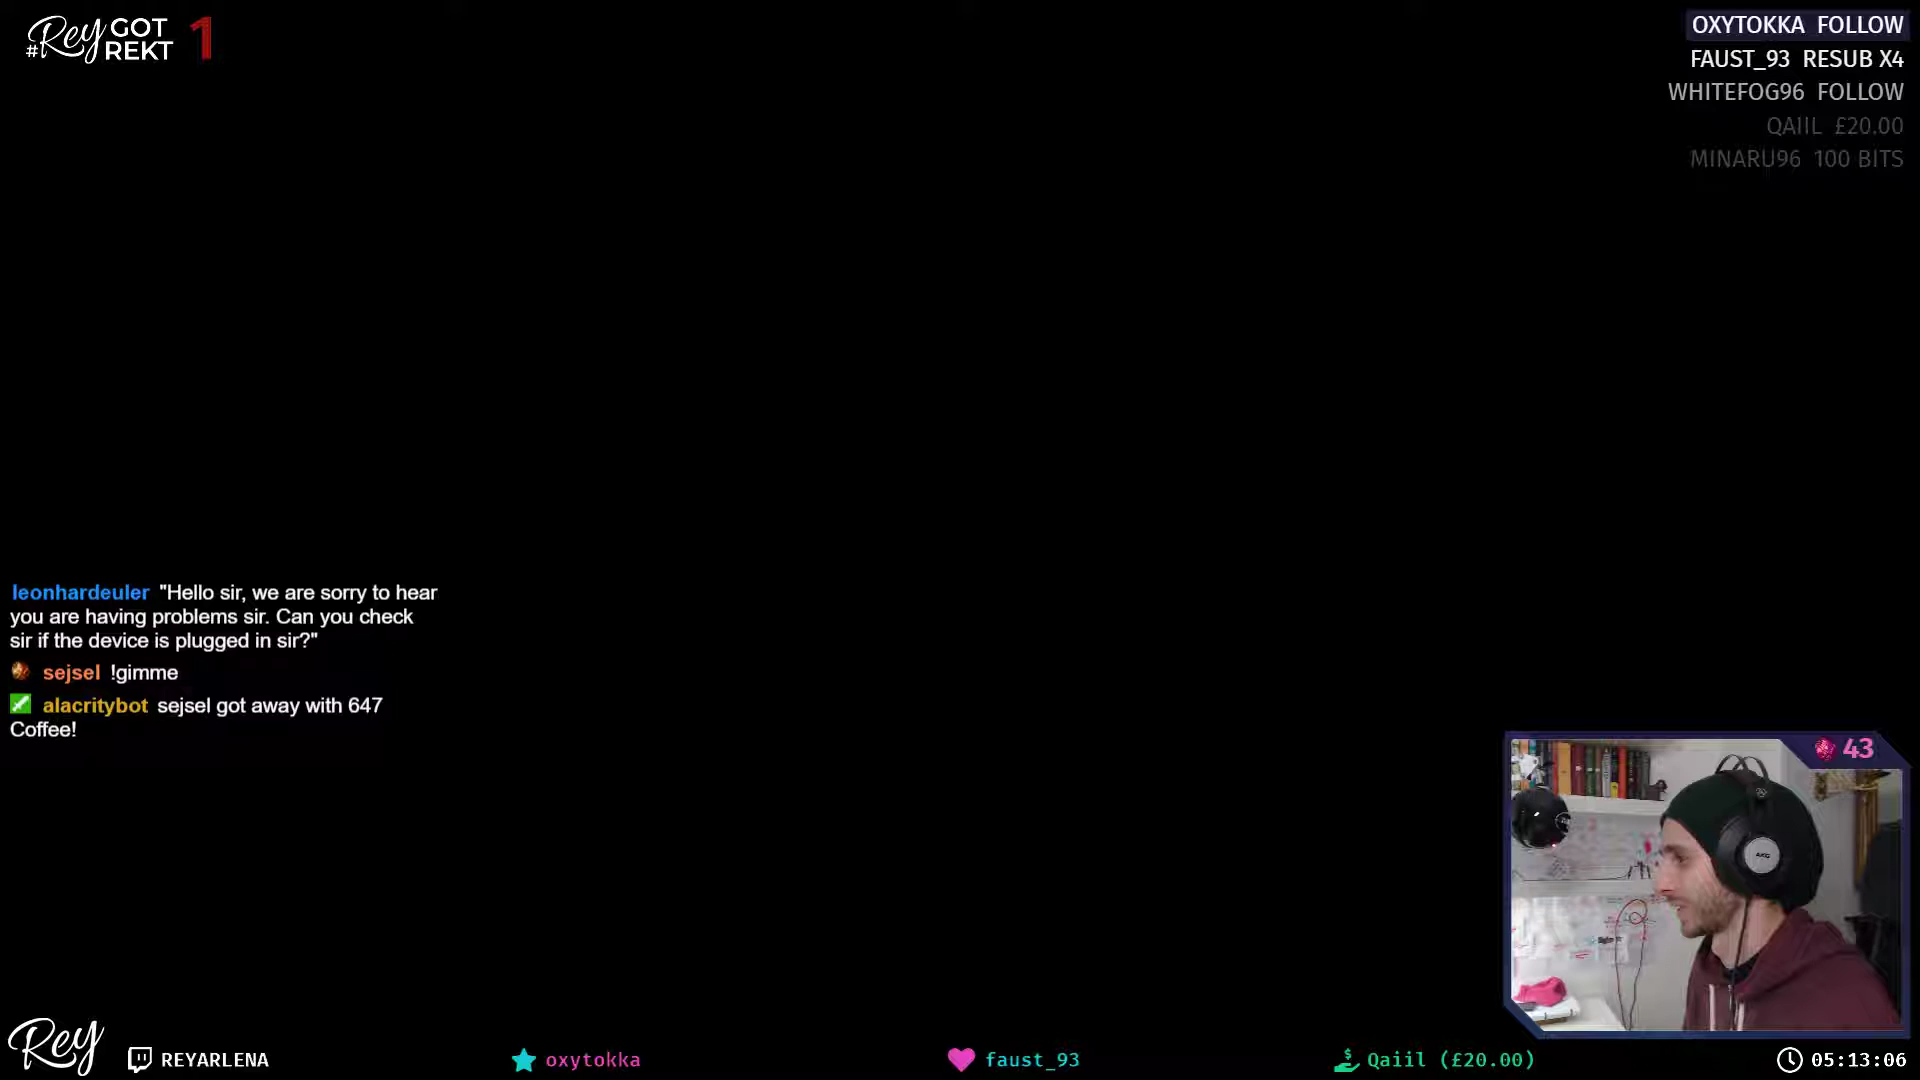 #Rey GOT REKT 1
OXYTOKKA FOLLOW
FAUST_93 RESUB X4
WHITEFOG96 FOLLOW
QAIIL £20.00
MINARU96 100 BITS
leonhardeuler "Hello sir, we are sorry to hear
you are having problems sir. Can you check
sir if the device is plugged in sir?"
sejsel !gimme
alacritybot sejsel got away with 647
Coffee!
43
AKG
Rey
REYARLENA
oxytokka
faust_93
Qaiil (£20.00)
05:13:06